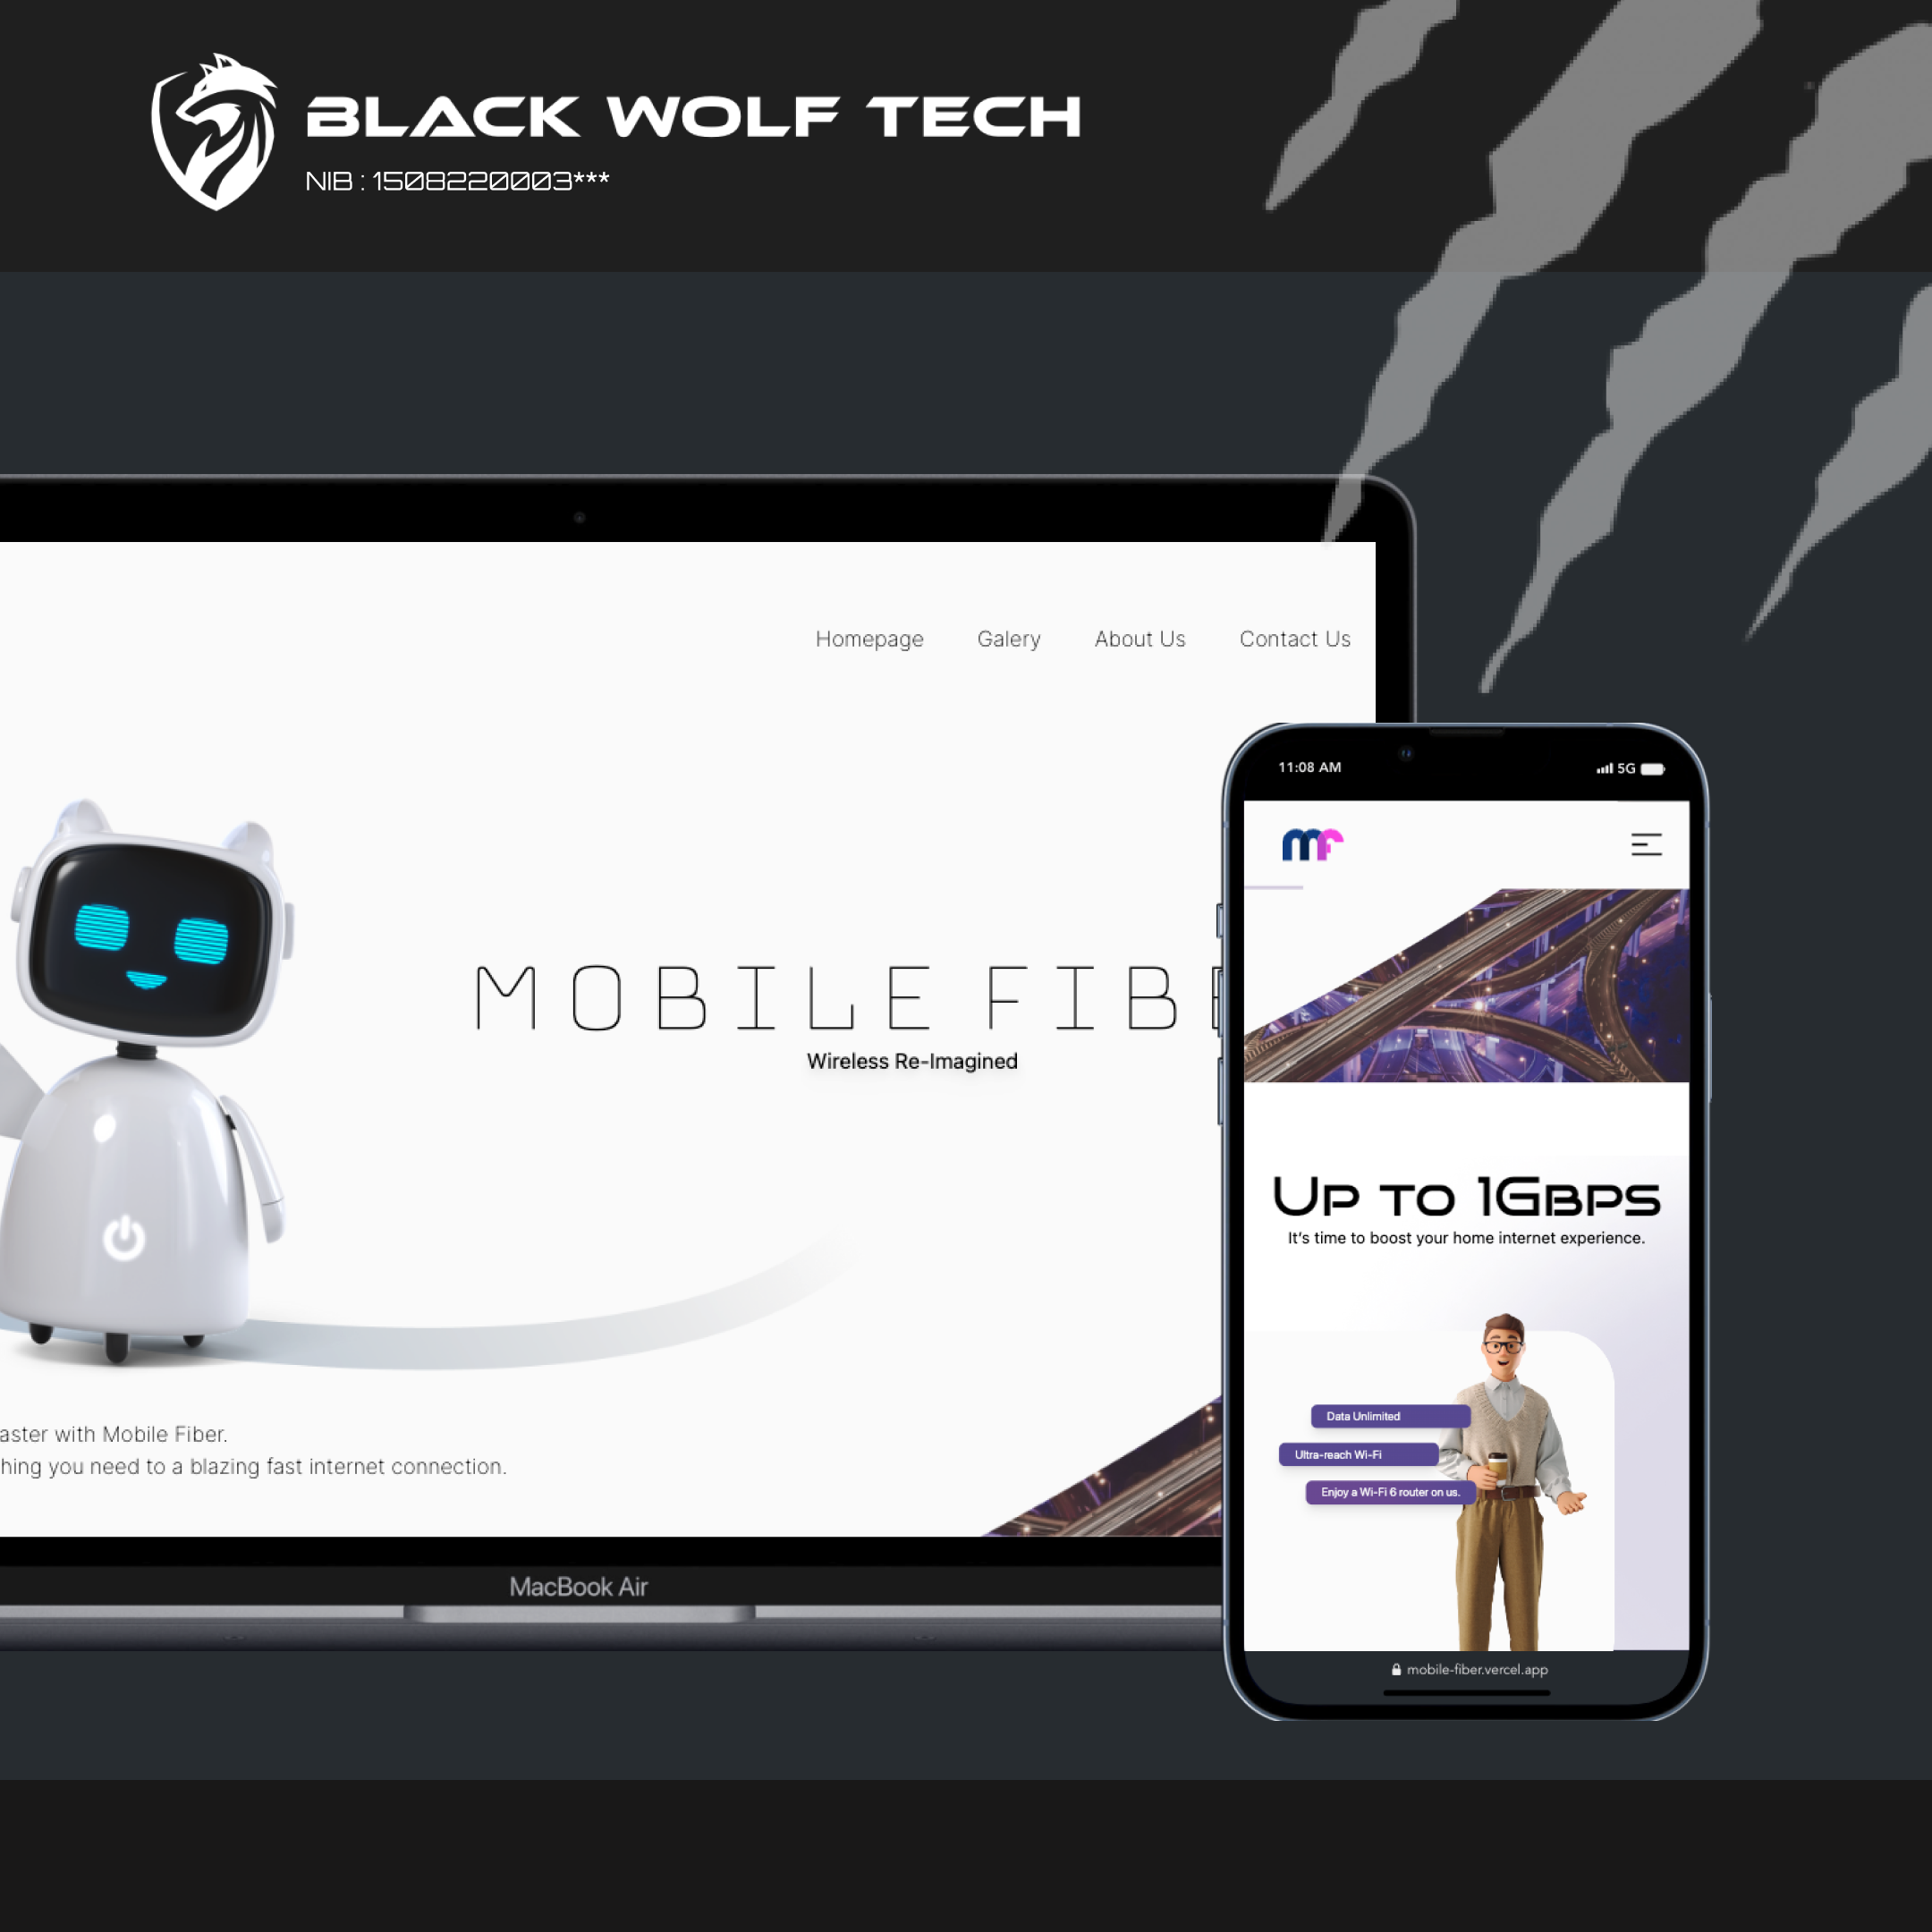 BLACK WOLF TECH
NIB : 1508220003***
Homepage Galery About Us Contact Us
MOBILE FIB
Wireless Re-Imagined
aster with Mobile Fiber.
hing you need to a blazing fast internet connection.
MacBook Air
11:08 AM 5G
mf
UP TO 1GBPS
It's time to boost your home internet experience.
Data Unlimited
Ultra-reach Wi-Fi
Enjoy a Wi-Fi 6 router on us.
mobile-fiber.vercel.app